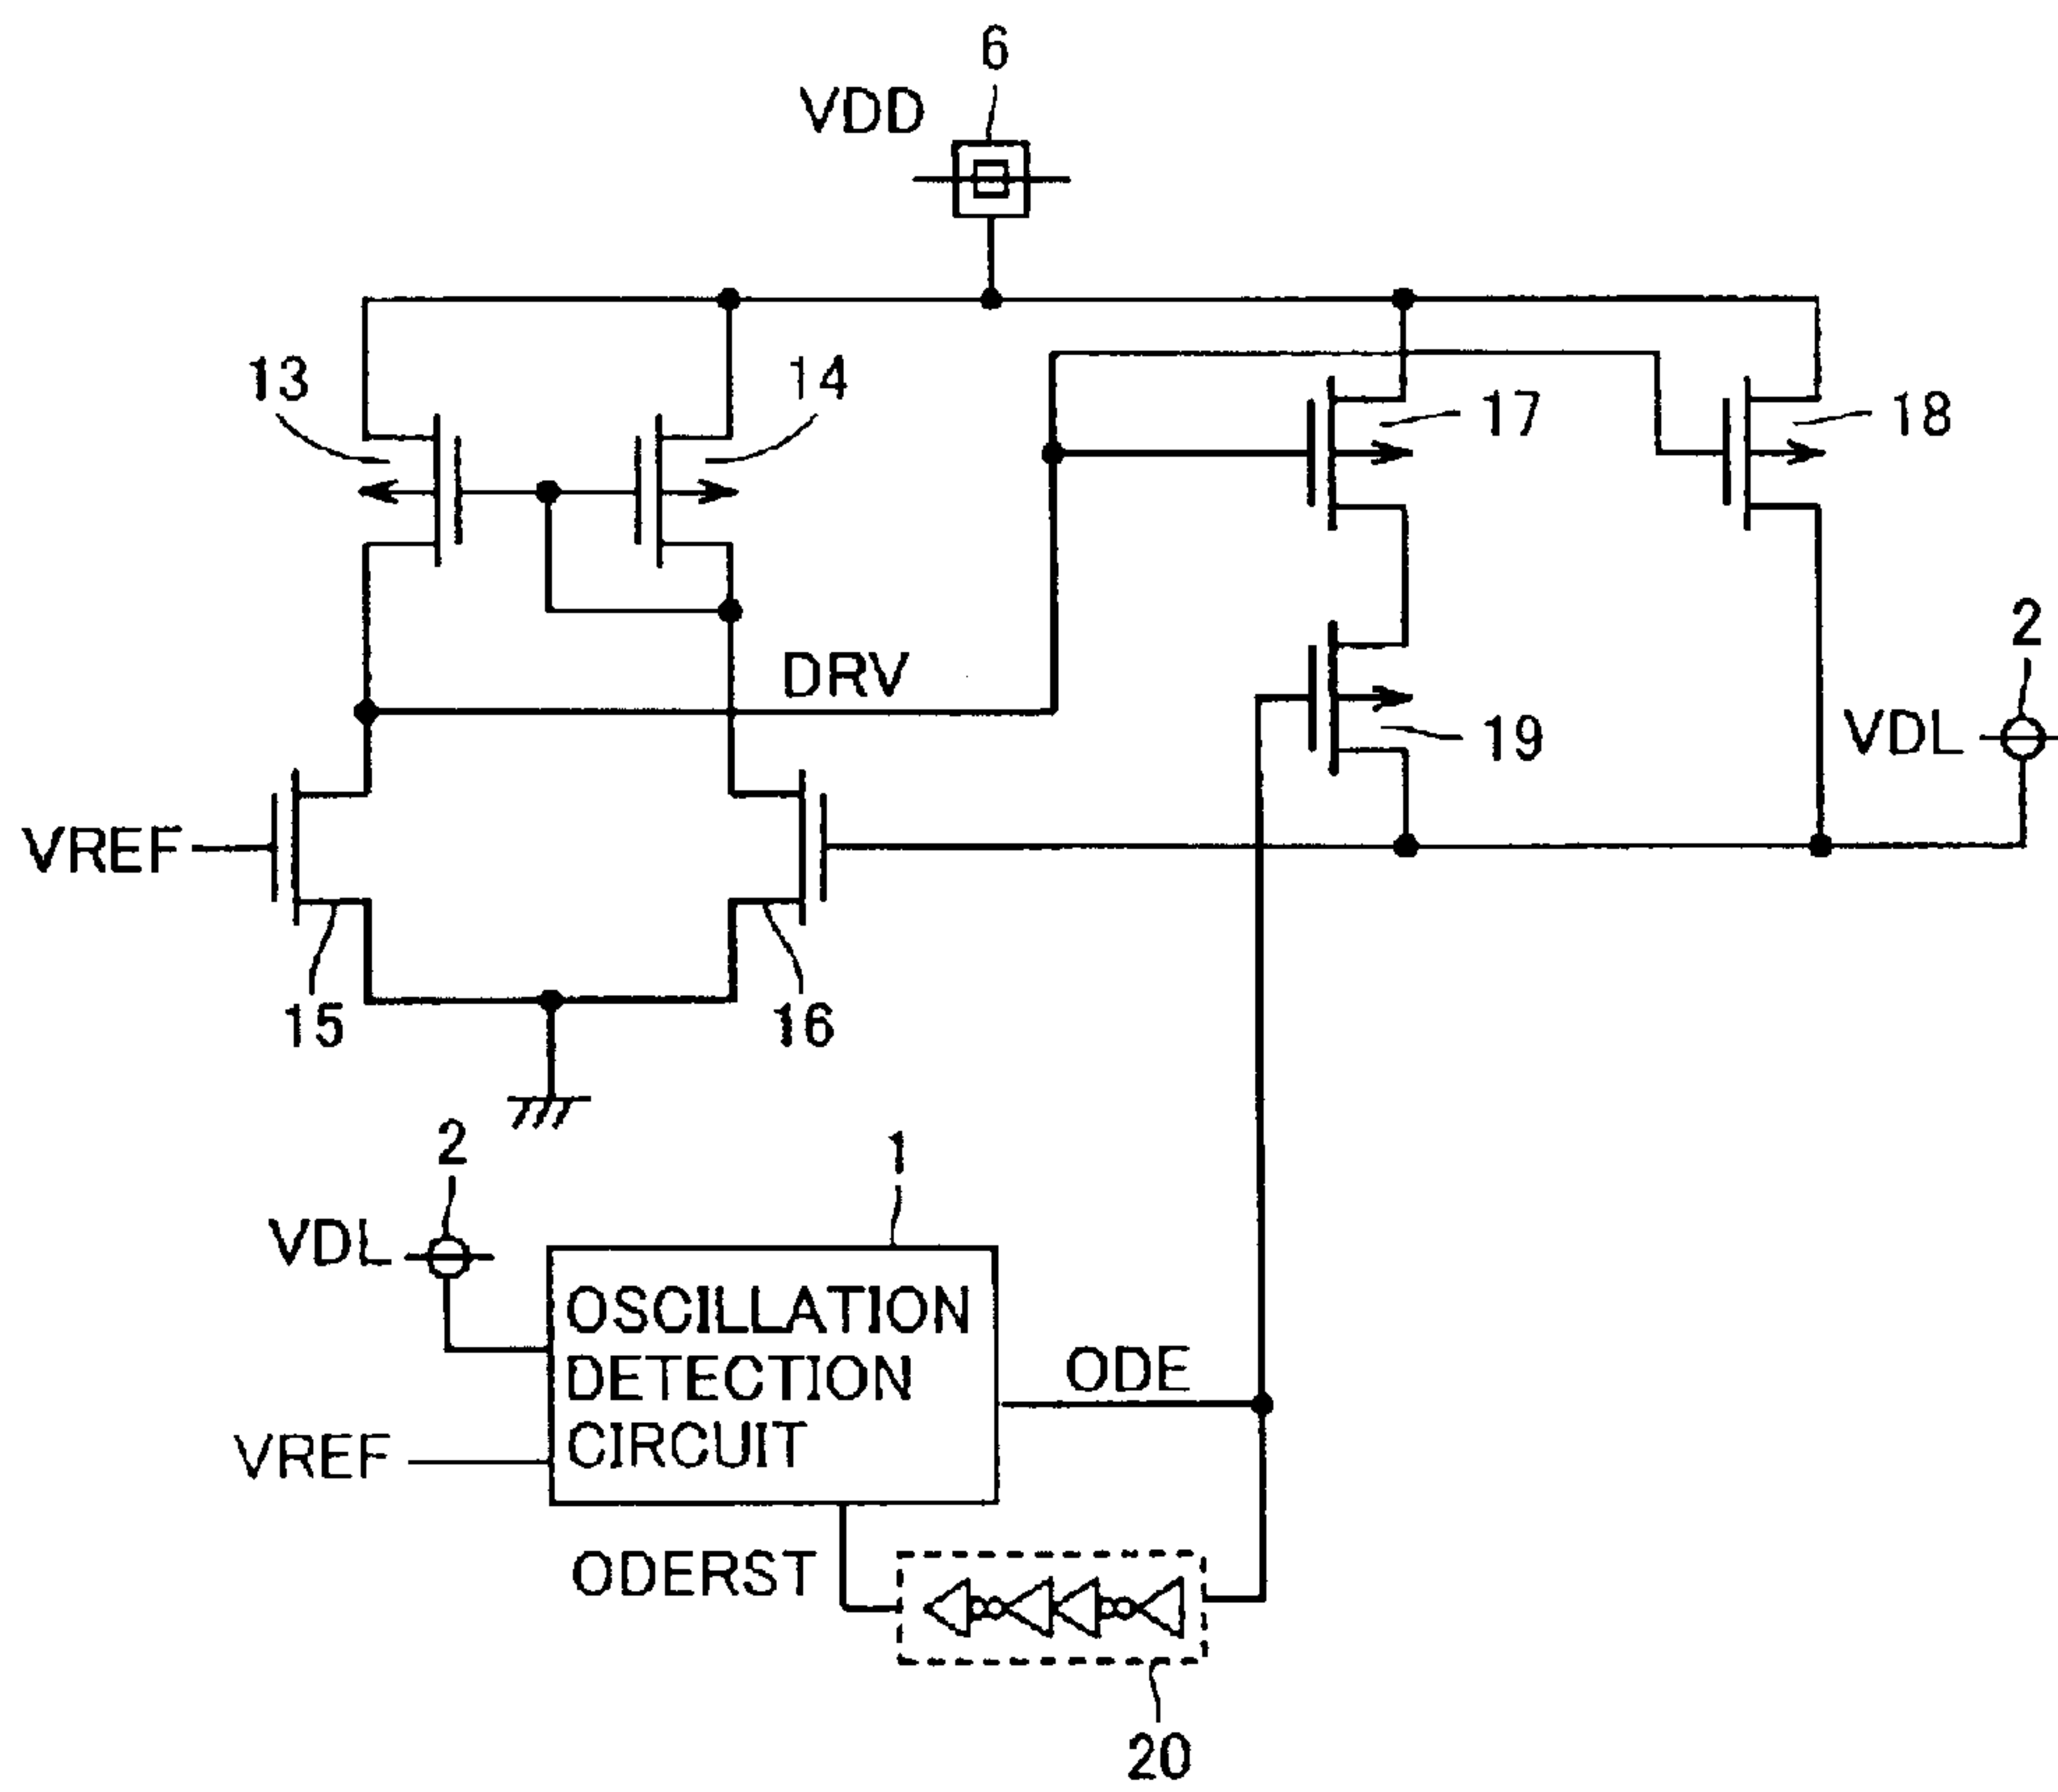 6
VDD
13
14
17
18
2
DRV
19
VDL
VREF
15
16
2
1
VDL
OSCILLATION
DETECTION
CIRCUIT
ODE
VREF
ODERST
20